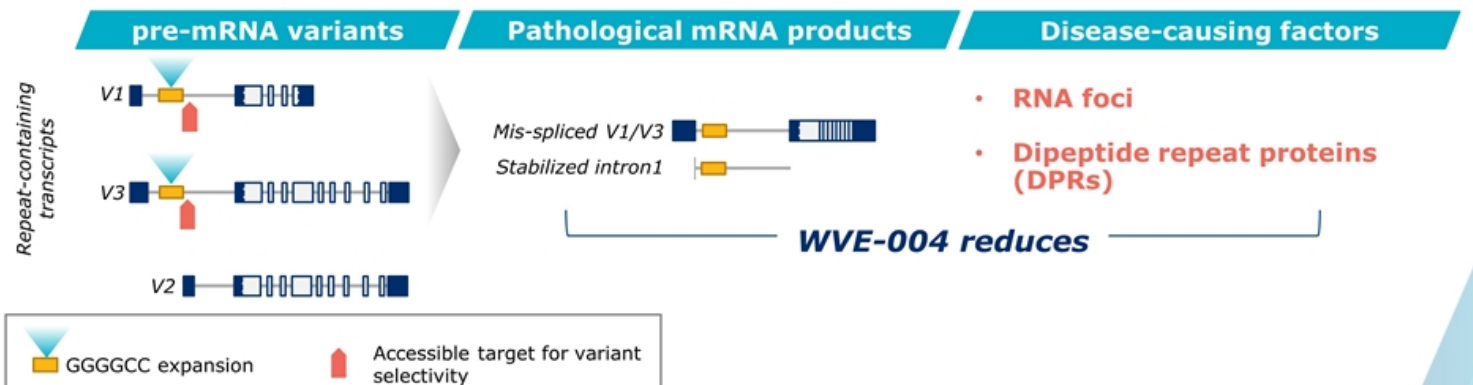 pre-mRNA variants
Pathological mRNA products
Disease-causing factors
Repeat-containing
transcripts
V1
V3
V2
Mis-spliced V1/V3
Stabilized intron1
• RNA foci
• Dipeptide repeat proteins
(DPRs)
WVE-004 reduces
GGGGCC expansion
Accessible target for variant
selectivity